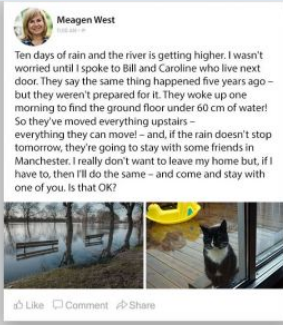 Meagen West
Ten days of rain and the river is getting higher. I wasn't
worried until I spoke to Bill and Caroline who live next
door. They say the same thing happened five years ago –
but they weren't prepared for it. They woke up one
morning to find the ground floor under 60 cm of water!
So they've moved everything upstairs –
everything they can move! – and, if the rain doesn't stop
tomorrow, they're going to stay with some friends in
Manchester. I really don't want to leave my home but, if I
have to, then I'll do the same – and come and stay with
one of you. Is that OK?
Like Comment Share